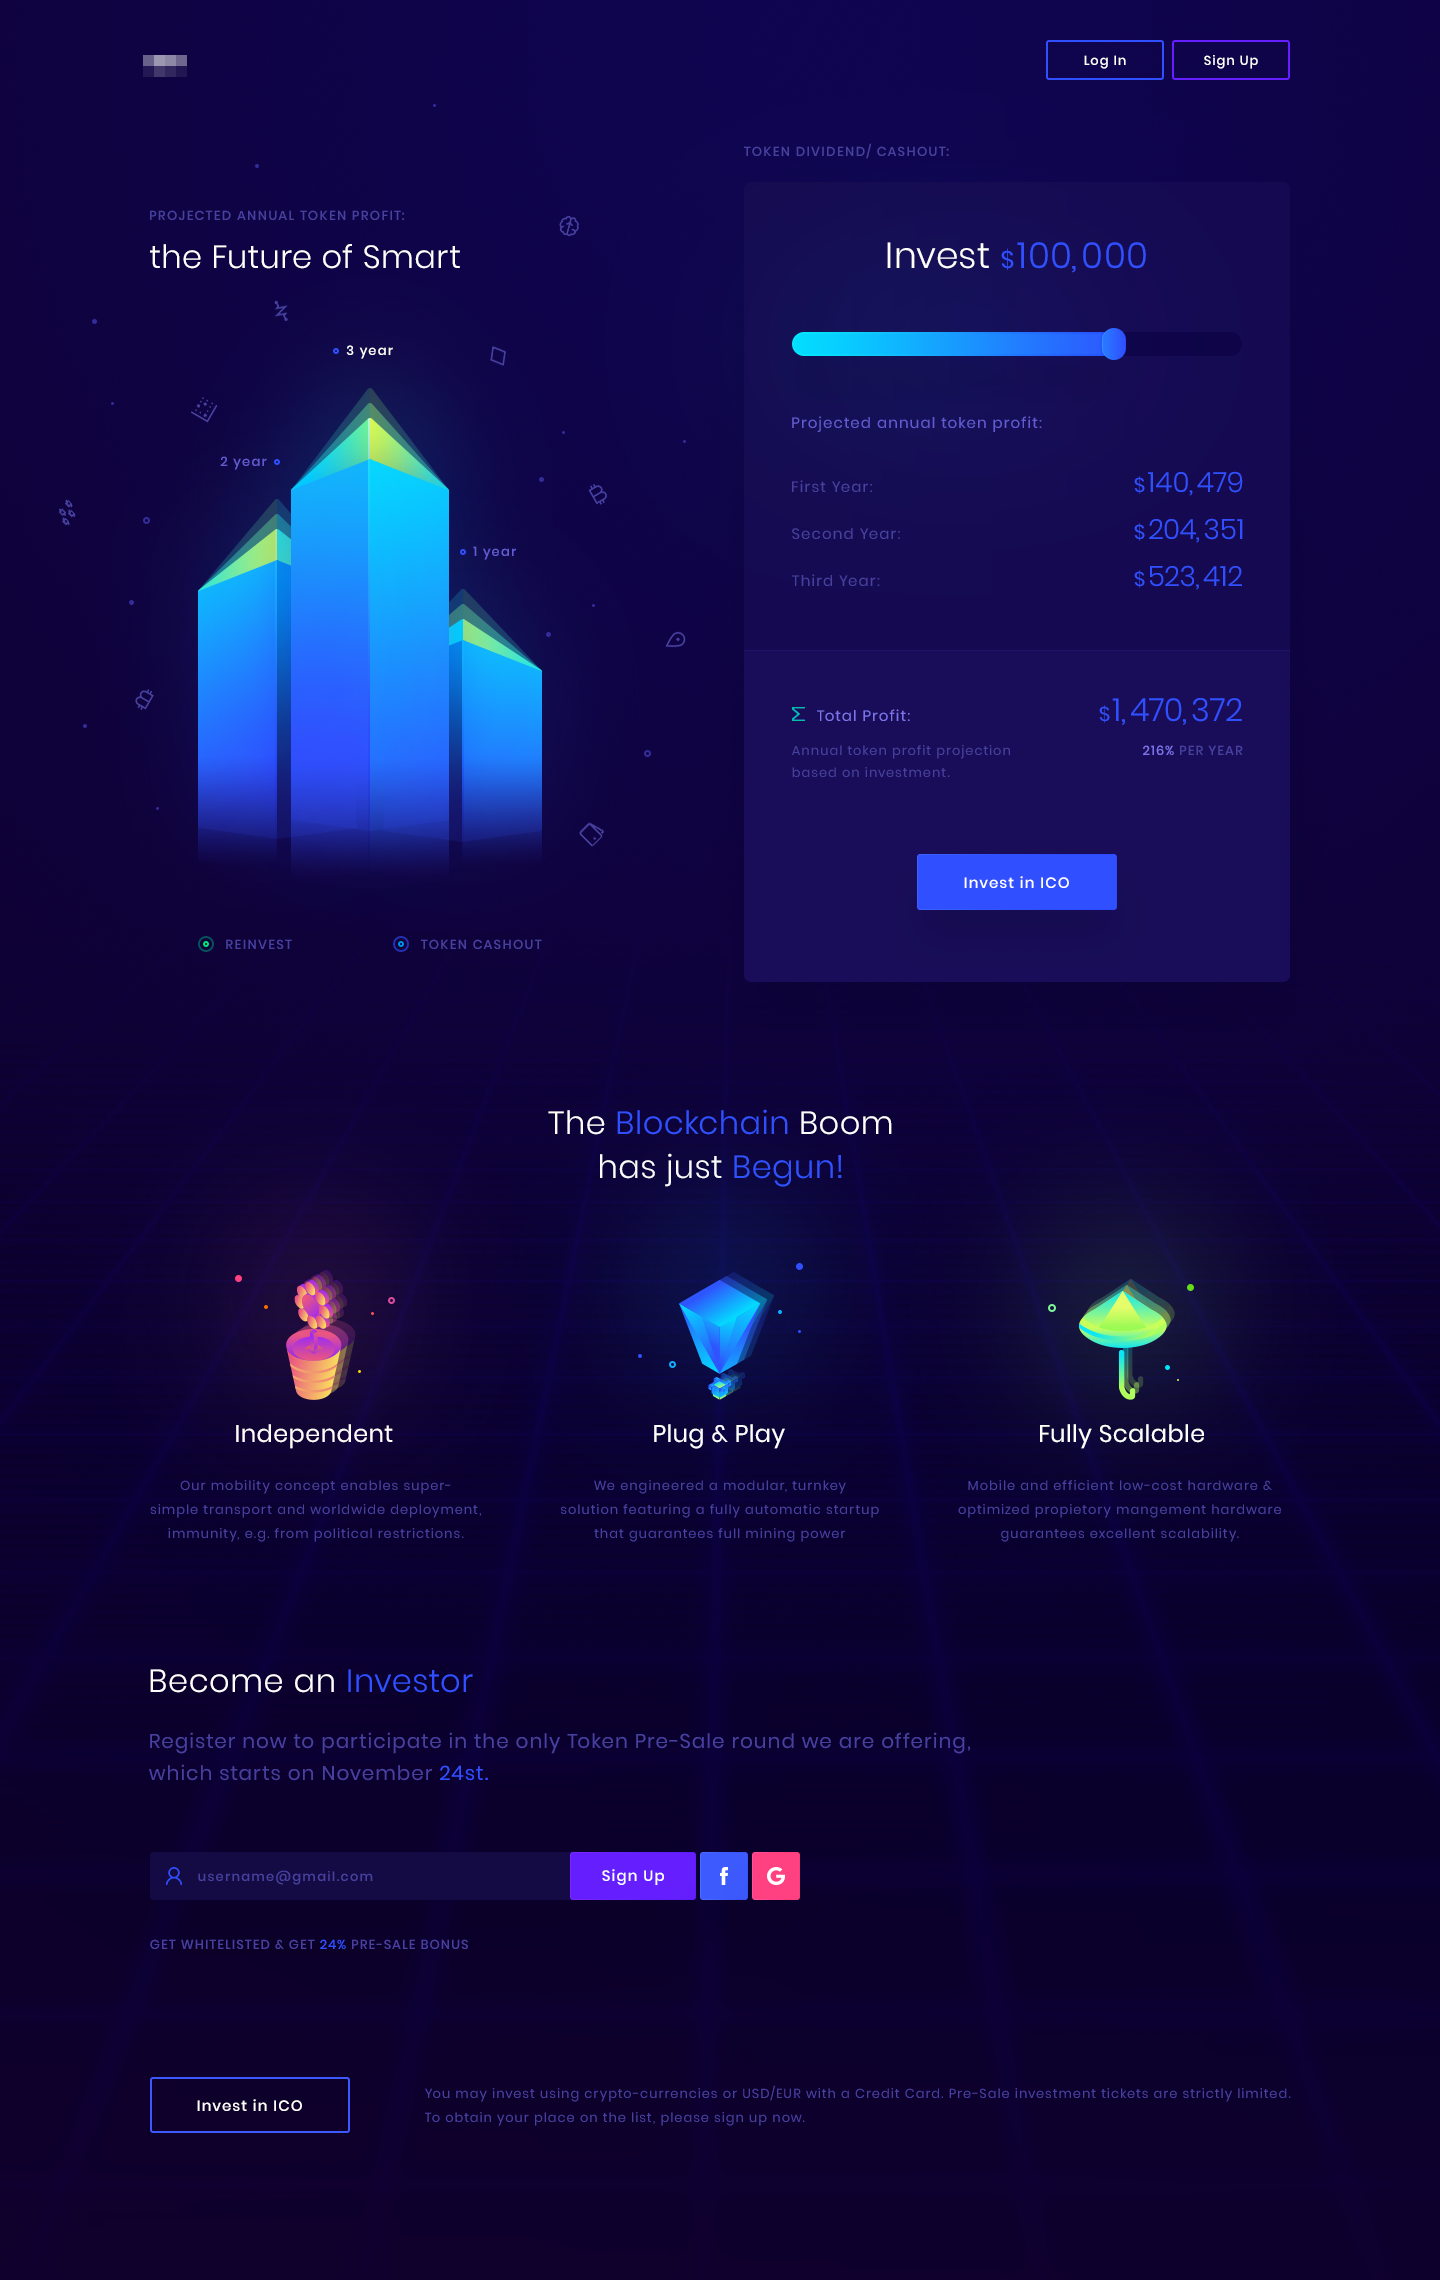 Log In
Sign Up
TOKEN DIVIDEND/ CASHOUT:
PROJECTED ANNUAL TOKEN PROFIT:
the Future of Smart
Invest $100,000
3 year
2 year
1 year
Projected annual token profit:
First Year: $140,479
Second Year: $204,351
Third Year: $523,412
Σ Total Profit: $1,470,372
Annual token profit projection
based on investment.
216% PER YEAR
Invest in ICO
REINVEST
TOKEN CASHOUT
The Blockchain Boom
has just Begun!
Independent
Our mobility concept enables super-
simple transport and worldwide deployment,
immunity, e.g. from political restrictions.
Plug & Play
We engineered a modular, turnkey
solution featuring a fully automatic startup
that guarantees full mining power
Fully Scalable
Mobile and efficient low-cost hardware &
optimized propietory mangement hardware
guarantees excellent scalability.
Become an Investor
Register now to participate in the only Token Pre-Sale round we are offering,
which starts on November 24st.
username@gmail.com
Sign Up
f
G
GET WHITELISTED & GET 24% PRE-SALE BONUS
Invest in ICO
You may invest using crypto-currencies or USD/EUR with a Credit Card. Pre-Sale investment tickets are strictly limited.
To obtain your place on the list, please sign up now.